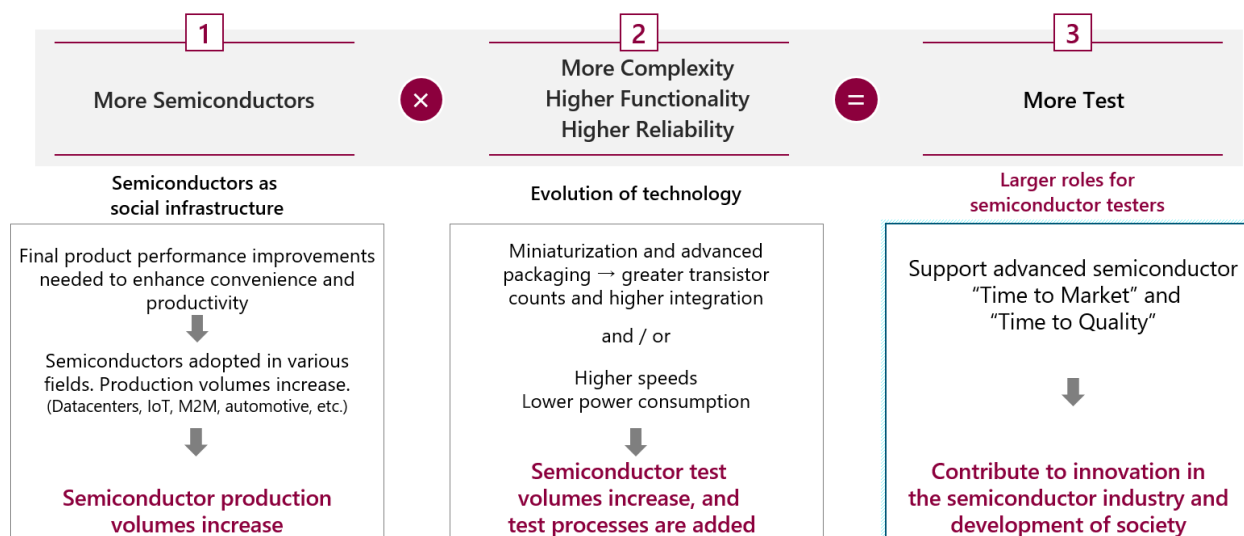 1
More Semiconductors
×
2
More Complexity
Higher Functionality
Higher Reliability
=
3
More Test
Semiconductors as
social infrastructure
Final product performance improvements
needed to enhance convenience and
productivity
Semiconductors adopted in various
fields. Production volumes increase.
(Datacenters, IoT, M2M, automotive, etc.)
Semiconductor production
volumes increase
Evolution of technology
Miniaturization and advanced
packaging → greater transistor
counts and higher integration
and / or
Higher speeds
Lower power consumption
Semiconductor test
volumes increase, and
test processes are added
Larger roles for
semiconductor testers
Support advanced semiconductor
“Time to Market” and
“Time to Quality”
Contribute to innovation in
the semiconductor industry and
development of society